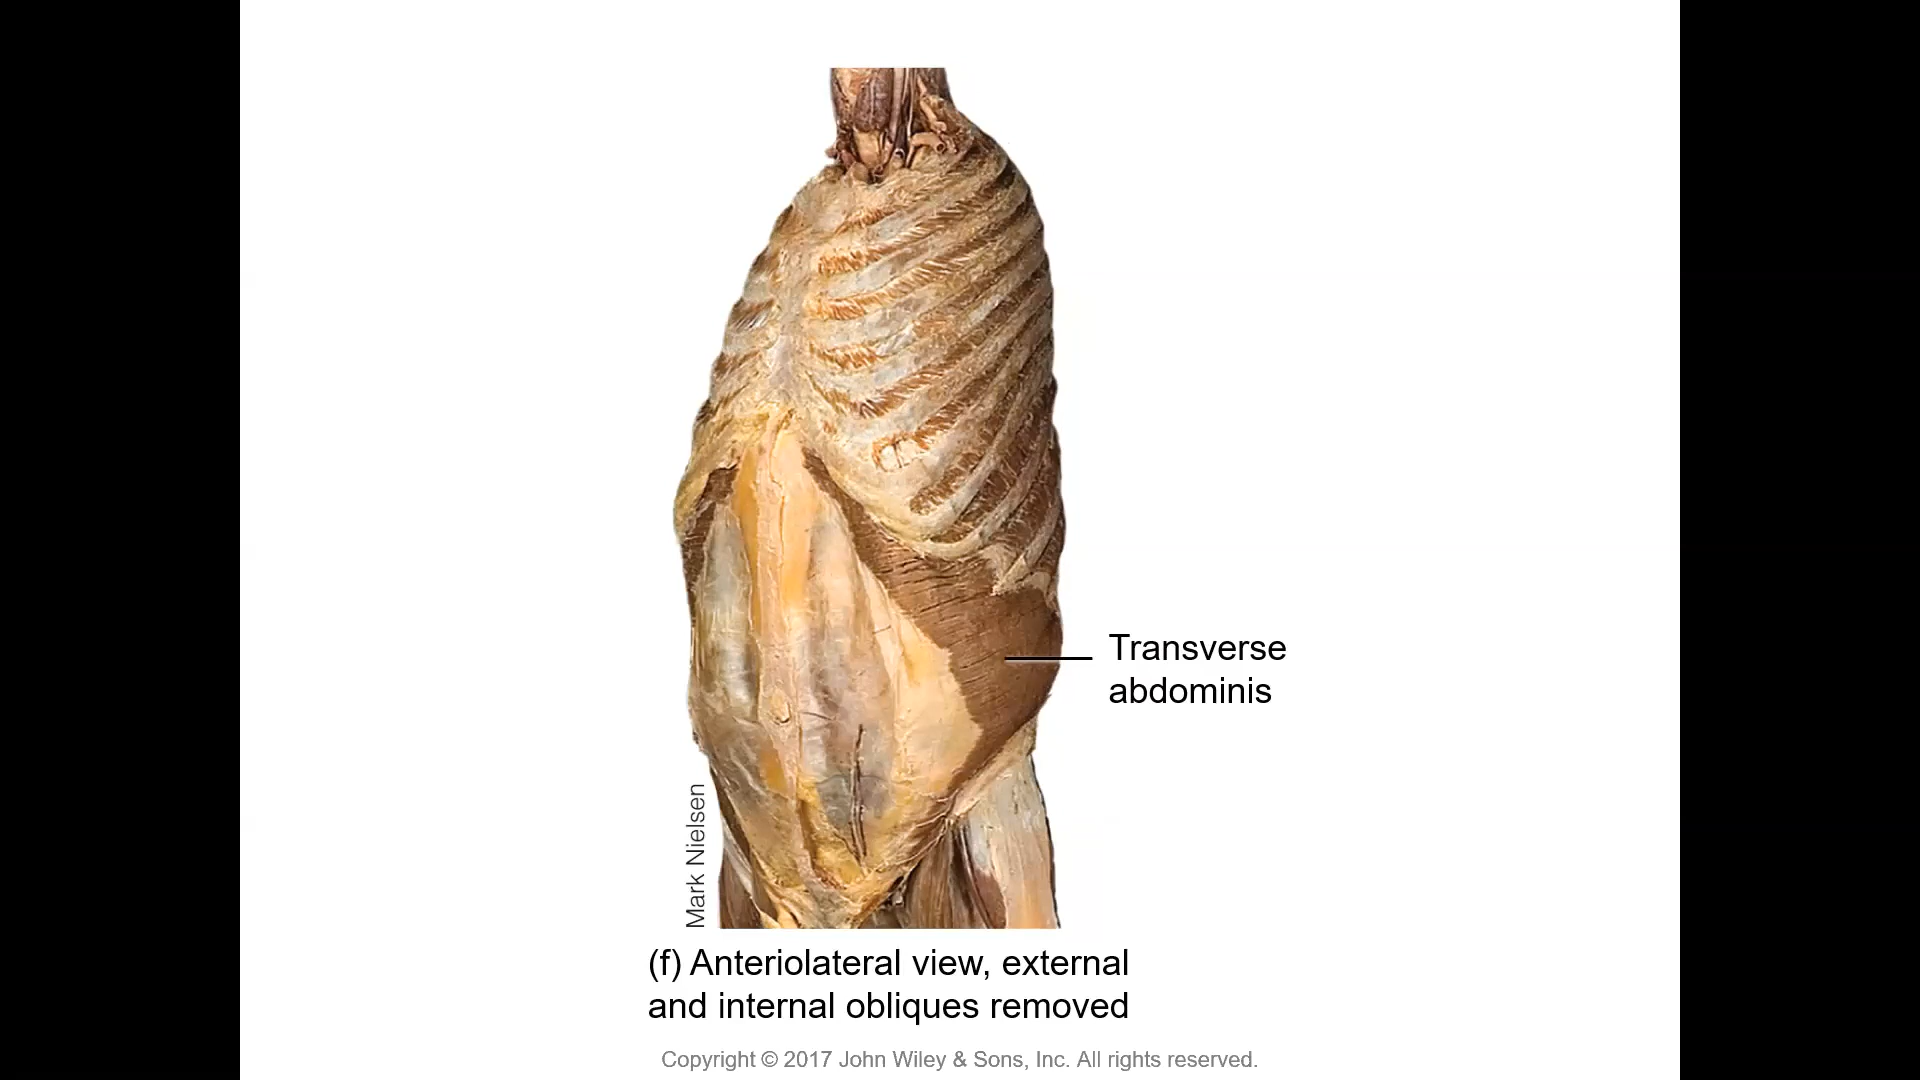 Transverse
abdominis
Mark Nielsen
(f) Anteriolateral view, external
and internal obliques removed
Copyright © 2017 John Wiley & Sons, Inc. All rights reserved.